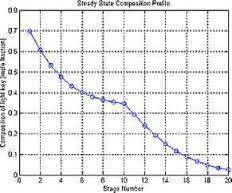 Steady State Composition Profile
0.8
0.7
0.6
0.5
0.4
0.3
0.2
0.1
0
0 2 4 6 8 10 12 14 16 18 20
Composition of light key (mole fraction)
Stage Number